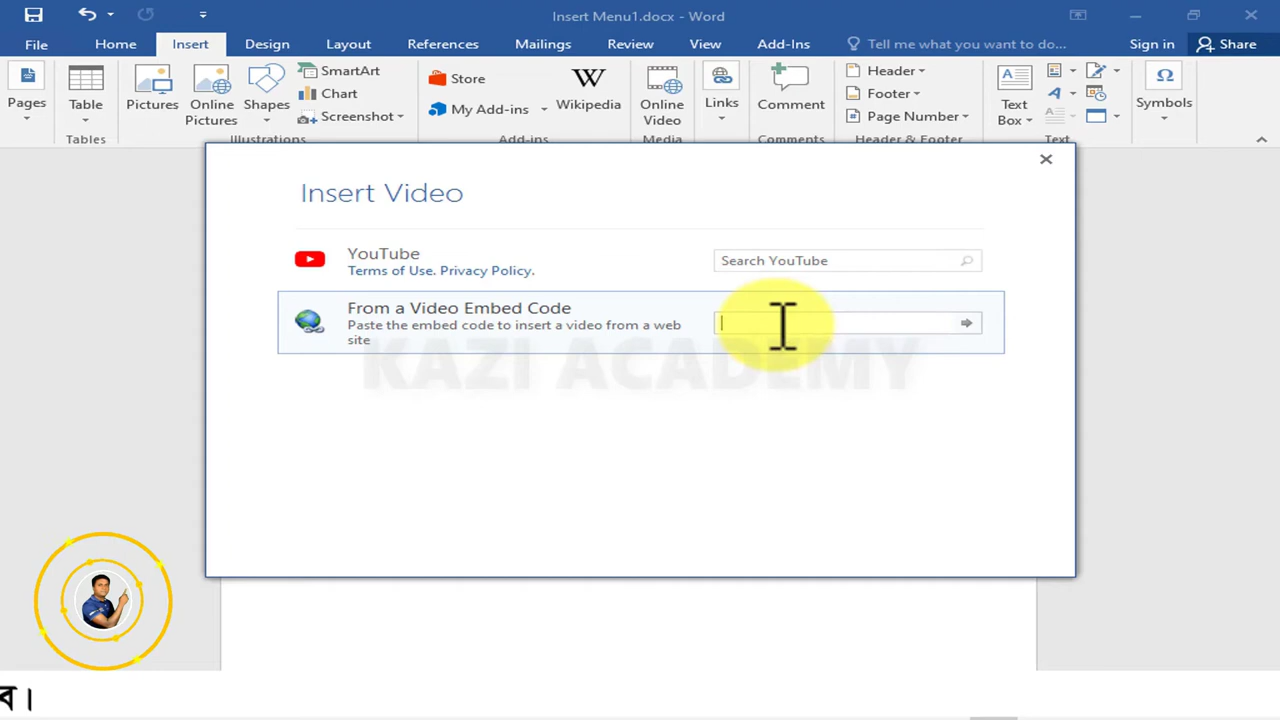 Insert Menu1.docx - Word
File Home Insert Design Layout References Mailings Review View Add-Ins Tell me what you want to do... Sign in Share
Pages
Table
Pictures
Online
Pictures
Shapes
SmartArt
Chart
Screenshot
Store
My Add-ins
Wikipedia
Online
Video
Links
Comment
Header
Footer
Page Number
Text
Box
Symbols
Tables Illustrations Add-ins Media Comments Header & Footer Text
Insert Video
YouTube
Terms of Use. Privacy Policy.
Search YouTube
From a Video Embed Code
Paste the embed code to insert a video from a web
site
KAZI ACADEMY
ব।